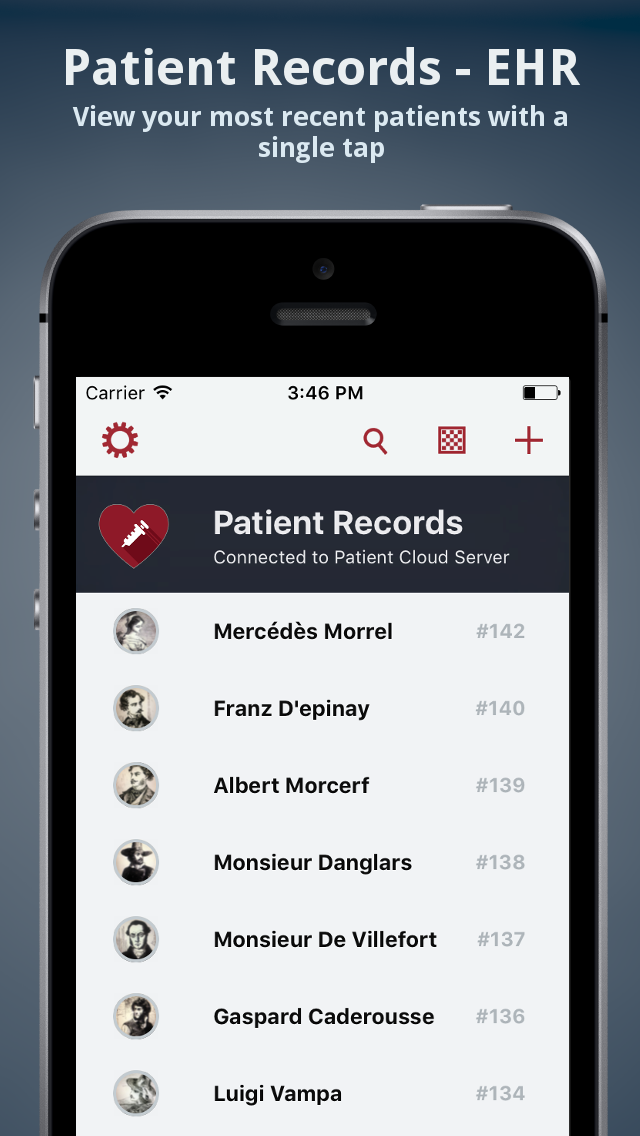 Patient Records - EHR
View your most recent patients with a
single tap
Carrier 3:46 PM
Patient Records
Connected to Patient Cloud Server
Mercédès Morrel #142
Franz D'epinay #140
Albert Morcerf #139
Monsieur Danglars #138
Monsieur De Villefort #137
Gaspard Caderousse #136
Luigi Vampa #134